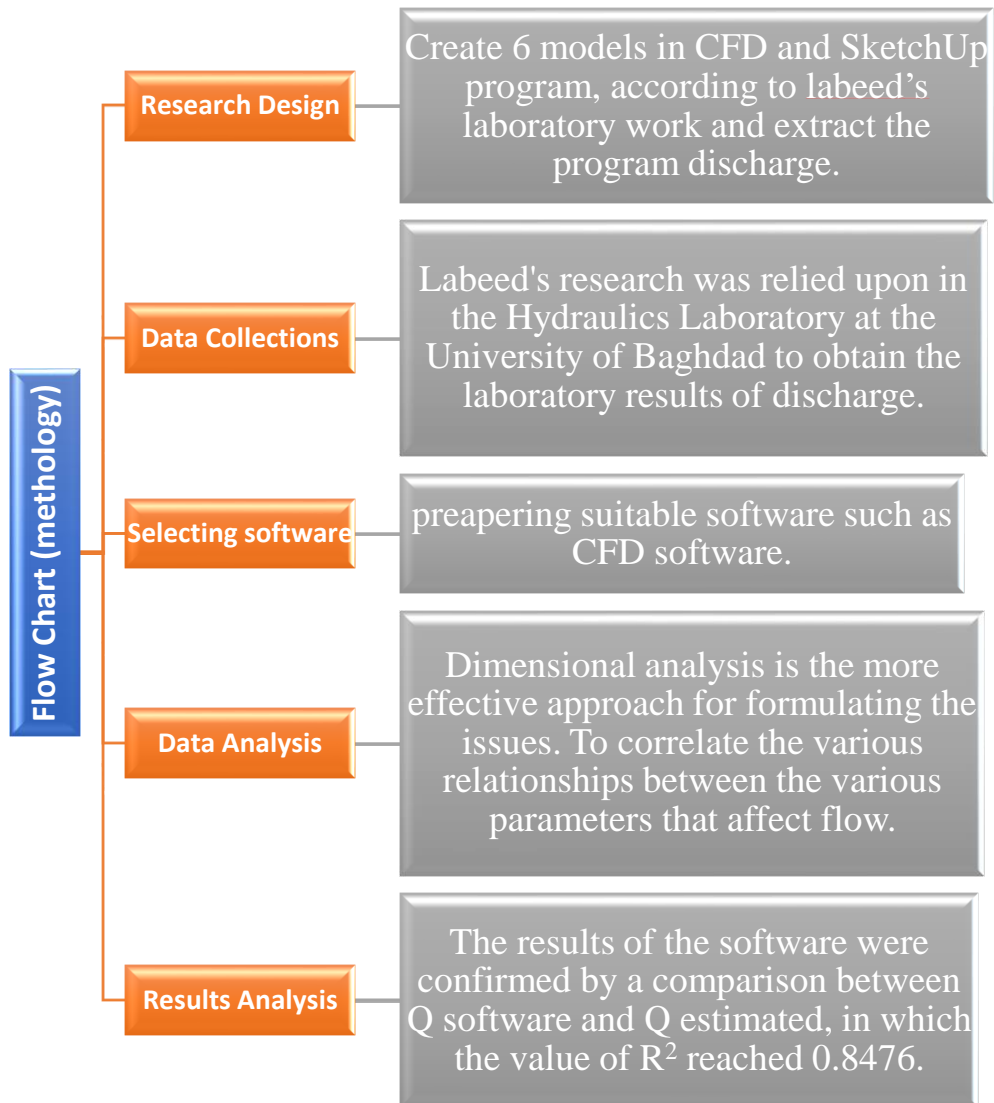 Flow Chart (methology)
Research Design
Create 6 models in CFD and SketchUp
program, according to labeed’s
laboratory work and extract the
program discharge.
Data Collections
Labeed's research was relied upon in
the Hydraulics Laboratory at the
University of Baghdad to obtain the
laboratory results of discharge.
Selecting software
preapering suitable software such as
CFD software.
Data Analysis
Dimensional analysis is the more
effective approach for formulating the
issues. To correlate the various
relationships between the various
parameters that affect flow.
Results Analysis
The results of the software were
confirmed by a comparison between
Q software and Q estimated, in which
the value of R² reached 0.8476.